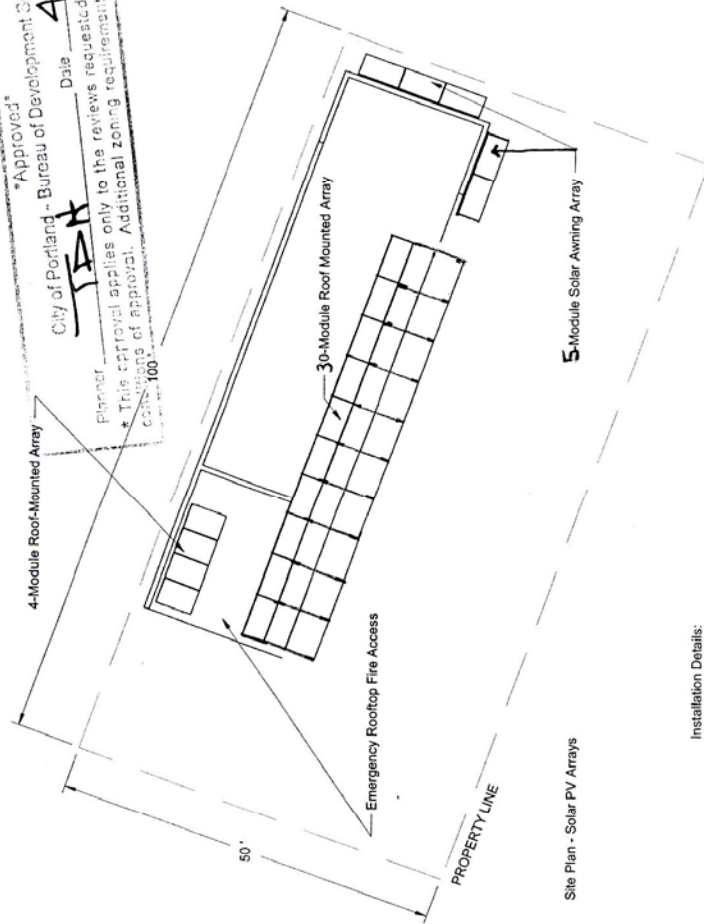 *Approved*
City of Portland - Bureau of Development
Planner Date 4
* This approval applies only to the reviews requested
conditions of approval. Additional zoning requirement
4-Module Roof-Mounted Array
100'
30-Module Roof Mounted Array
5-Module Solar Awning Array
Emergency Rooftop Fire Access
50'
PROPERTY LINE
Site Plan - Solar PV Arrays
Installation Details: